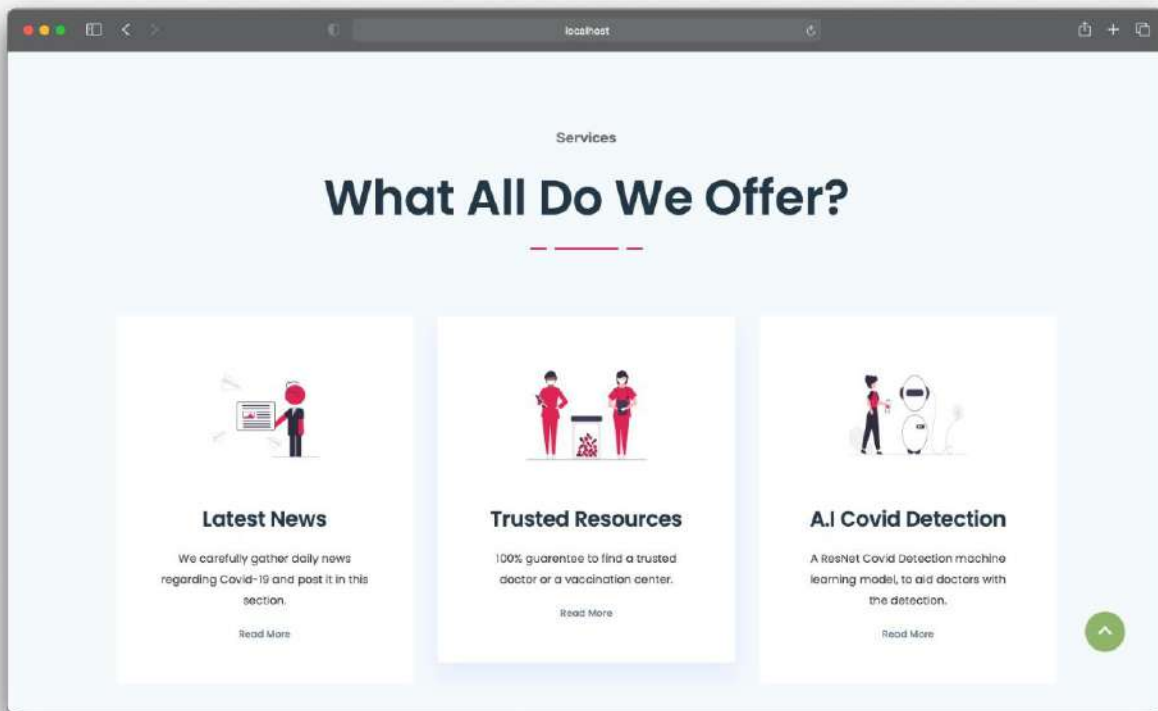 localhost
Services
What All Do We Offer?
Latest News
We carefully gather daily news
regarding Covid-19 and post it in this
section.
Read More
Trusted Resources
100% guarentee to find a trusted
doctor or a vaccination center.
Read More
A.I Covid Detection
A ResNet Covid Detection machine
learning model, to aid doctors with
the detection.
Read More